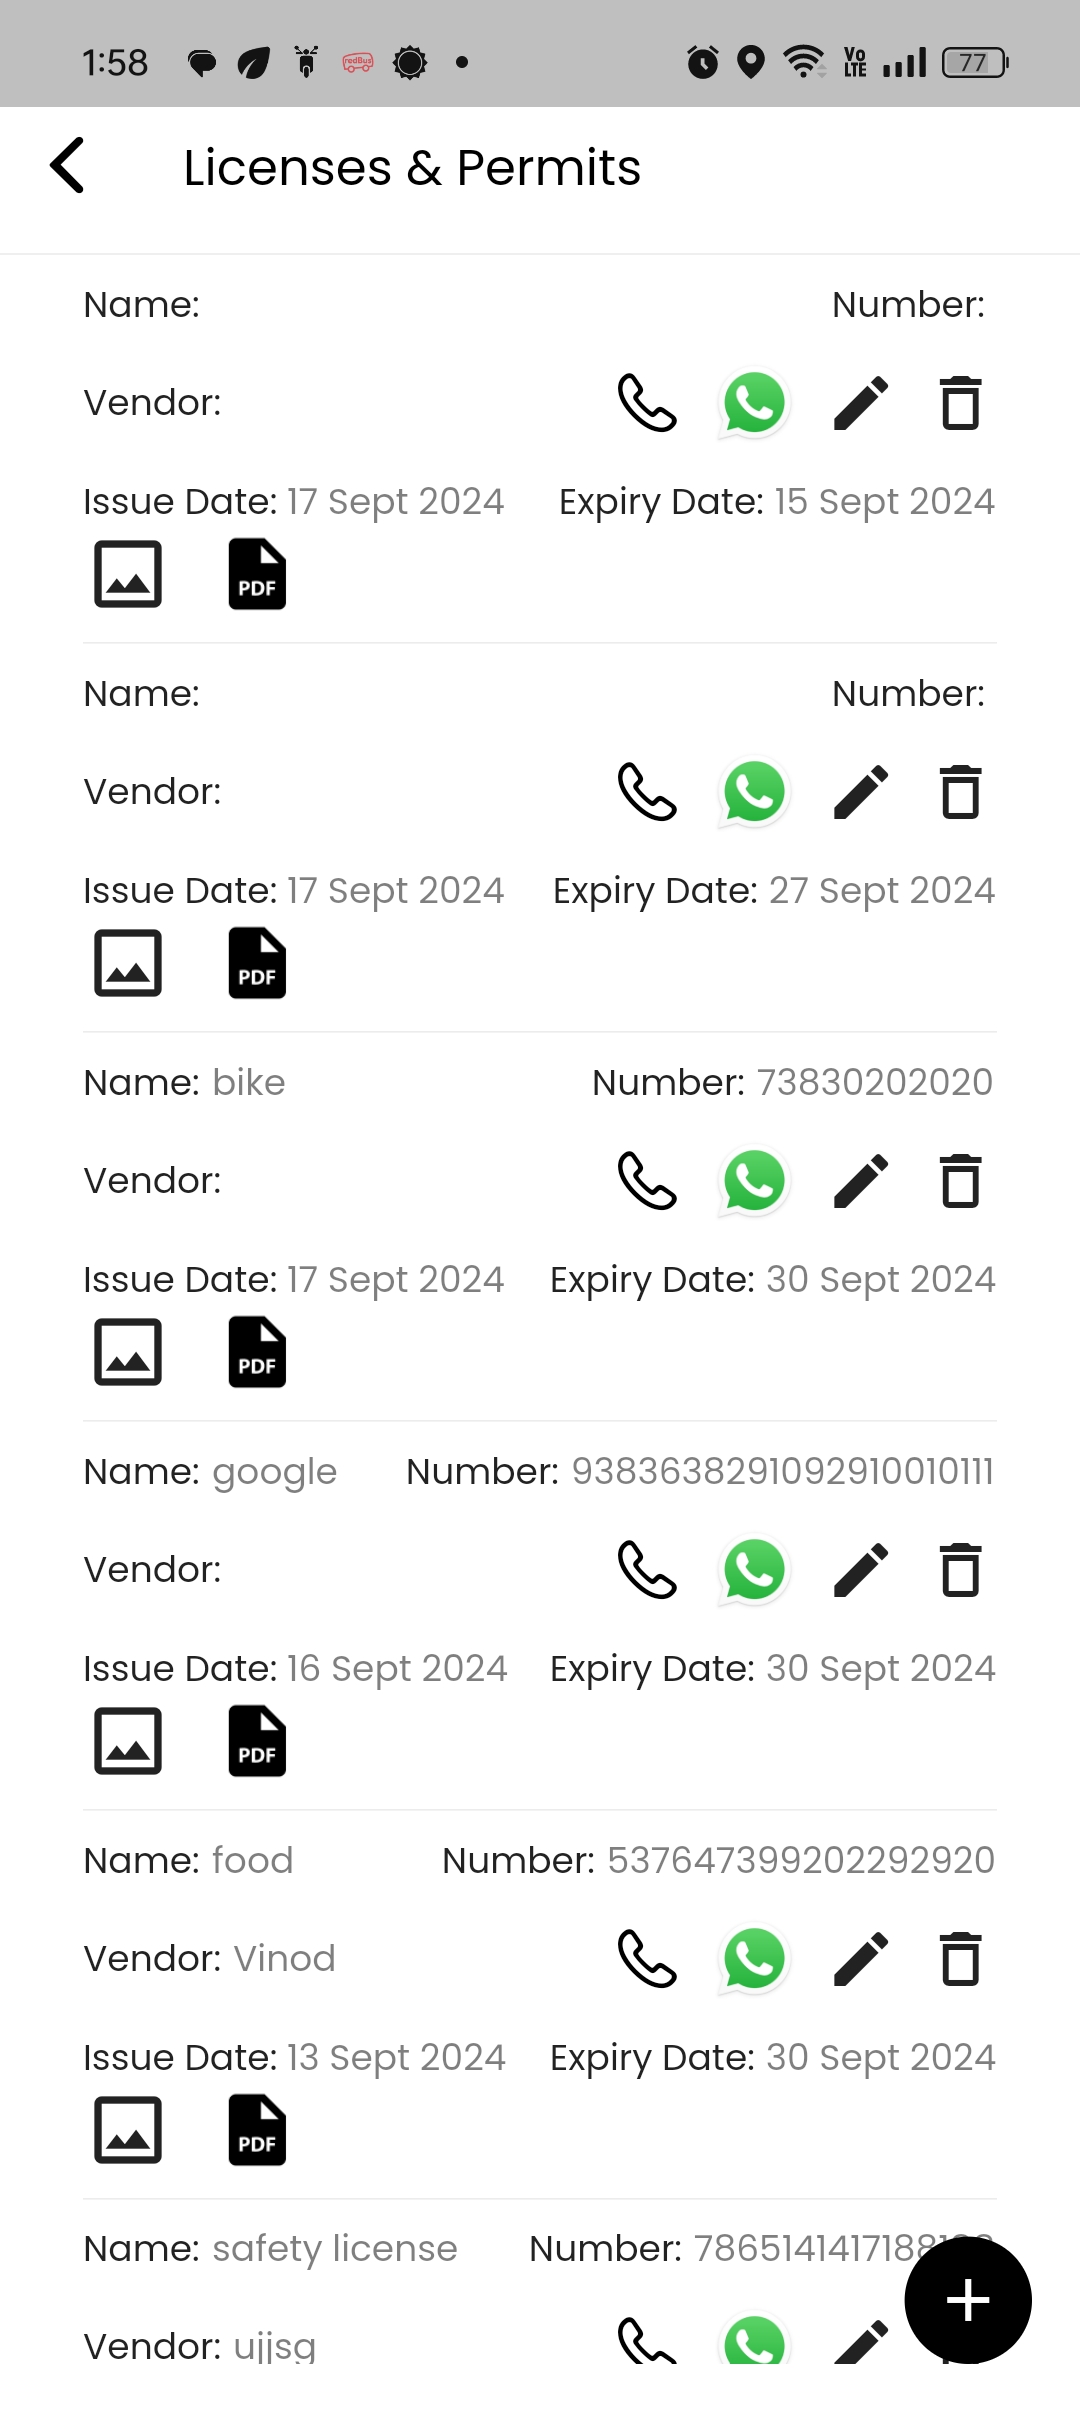 1:58 redBus Vo LTE 77
Licenses & Permits
Name: Number:
Vendor:
Issue Date: 17 Sept 2024 Expiry Date: 15 Sept 2024
PDF
Name: Number:
Vendor:
Issue Date: 17 Sept 2024 Expiry Date: 27 Sept 2024
PDF
Name: bike Number: 73830202020
Vendor:
Issue Date: 17 Sept 2024 Expiry Date: 30 Sept 2024
PDF
Name: google Number: 9383638291092910010111
Vendor:
Issue Date: 16 Sept 2024 Expiry Date: 30 Sept 2024
PDF
Name: food Number: 537647399202292920
Vendor: Vinod
Issue Date: 13 Sept 2024 Expiry Date: 30 Sept 2024
PDF
Name: safety license Number:
Vendor: ujjsg